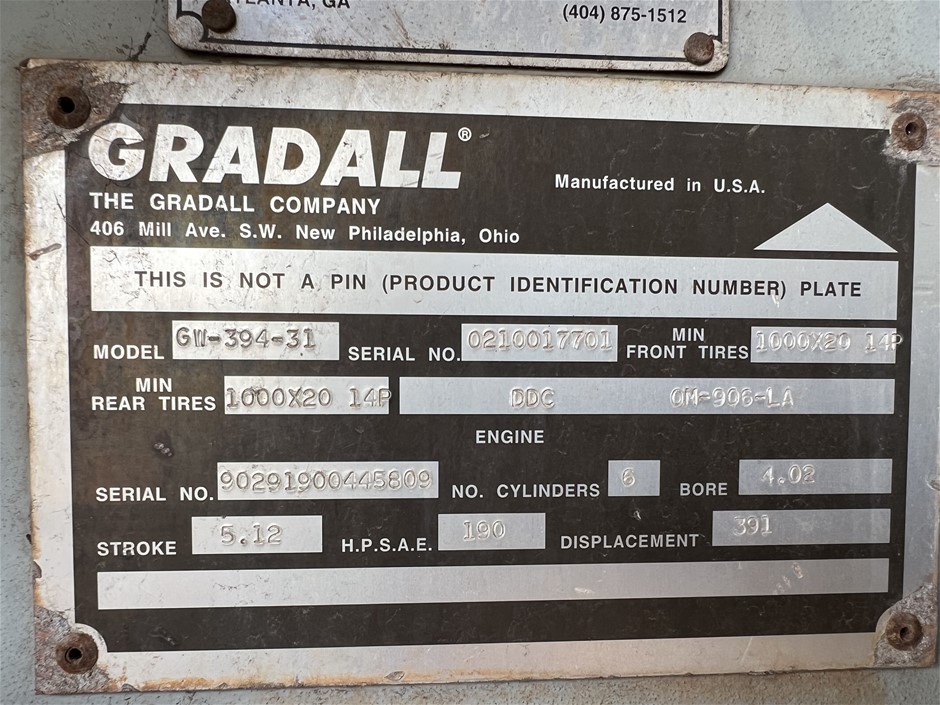 ATLANTA, GA (404) 875-1512
GRADALL®
Manufactured in U.S.A.
THE GRADALL COMPANY
406 Mill Ave. S.W. New Philadelphia, Ohio
THIS IS NOT A PIN (PRODUCT IDENTIFICATION NUMBER) PLATE
MODEL GW-394-31 SERIAL NO. 0210017701 MIN FRONT TIRES 1000X20 14P
MIN REAR TIRES 1000X20 14P DDC OM-906-LA
ENGINE
SERIAL NO. 90291900445809 NO. CYLINDERS 6 BORE 4.02
STROKE 5.12 H.P.S.A.E. 190 DISPLACEMENT 391